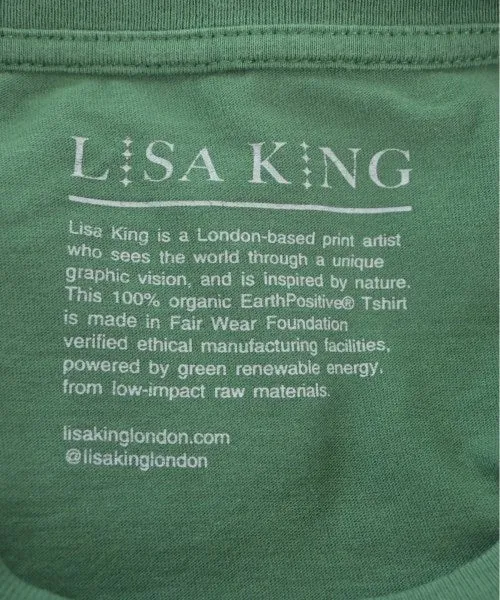 LISA KING
Lisa King is a London-based print artist
who sees the world through a unique
graphic vision, and is inspired by nature.
This 100% organic EarthPositive® Tshirt
is made in Fair Wear Foundation
verified ethical manufacturing facilities,
powered by green renewable energy,
from low-impact raw materials.
lisakinglondon.com
@lisakinglondon